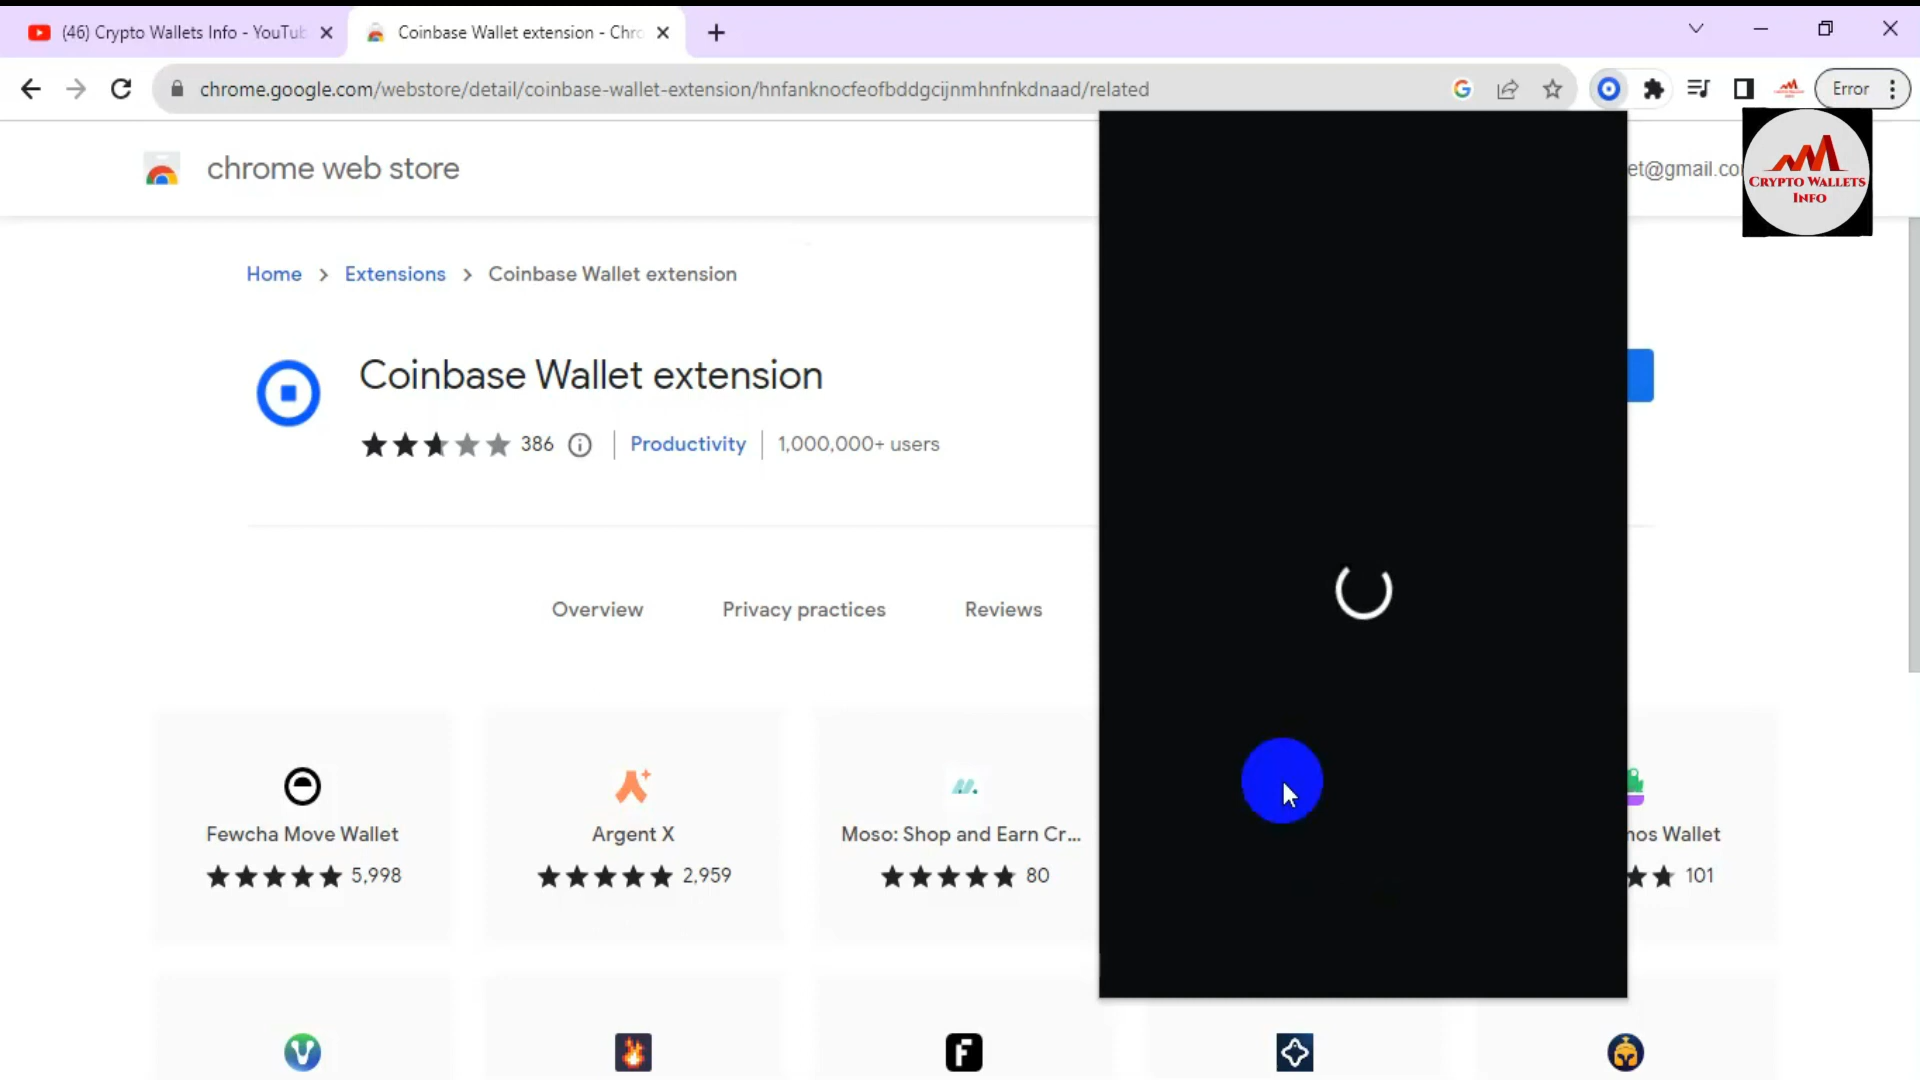 (46) Crypto Wallets Info - YouTub
Coinbase Wallet extension - Chro
chrome.google.com/webstore/detail/coinbase-wallet-extension/hnfanknocfeofbddgcijnmhnfnkdnaad/related
Error
chrome web store
et@gmail.co
CRYPTO WALLETS
INFO
Home > Extensions > Coinbase Wallet extension
Coinbase Wallet extension
386
Productivity
1,000,000+ users
Overview
Privacy practices
Reviews
Fewcha Move Wallet
Argent X
Moso: Shop and Earn Cr...
nos Wallet
5,998
2,959
80
101